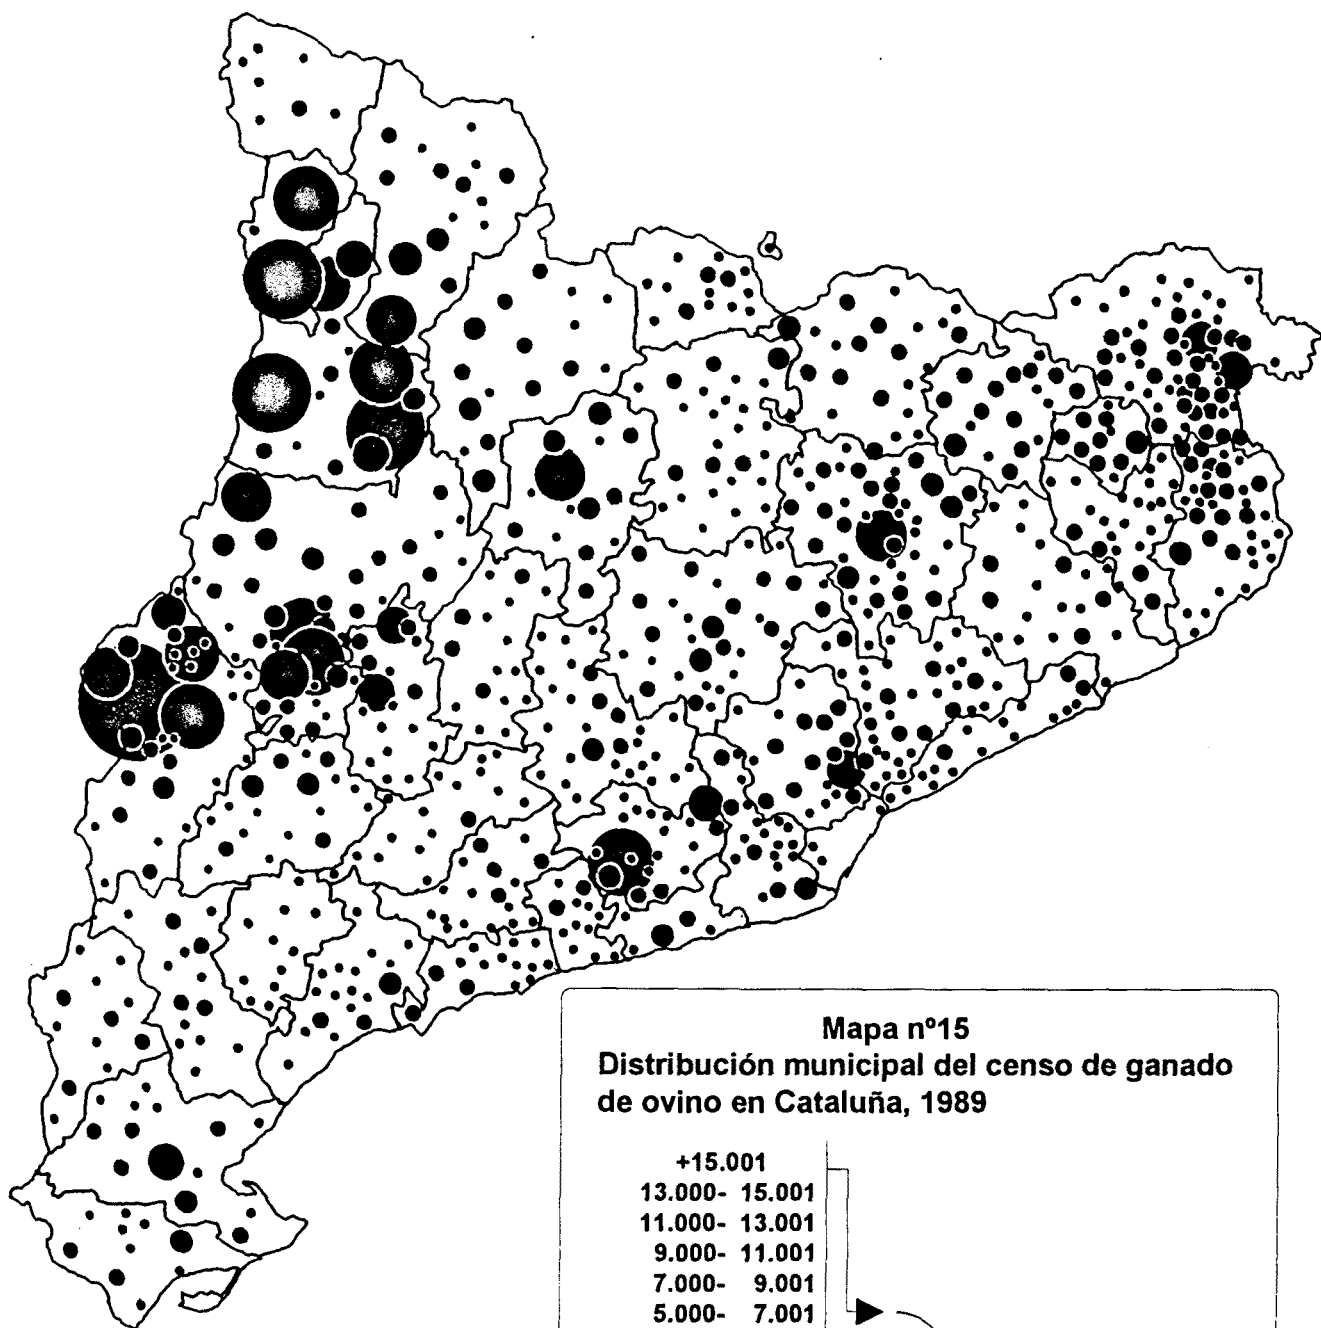 Mapa nº15
Distribución municipal del censo de ganado
de ovino en Cataluña, 1989
+15.001
13.000- 15.001
11.000- 13.001
9.000- 11.001
7.000- 9.001
5.000- 7.001